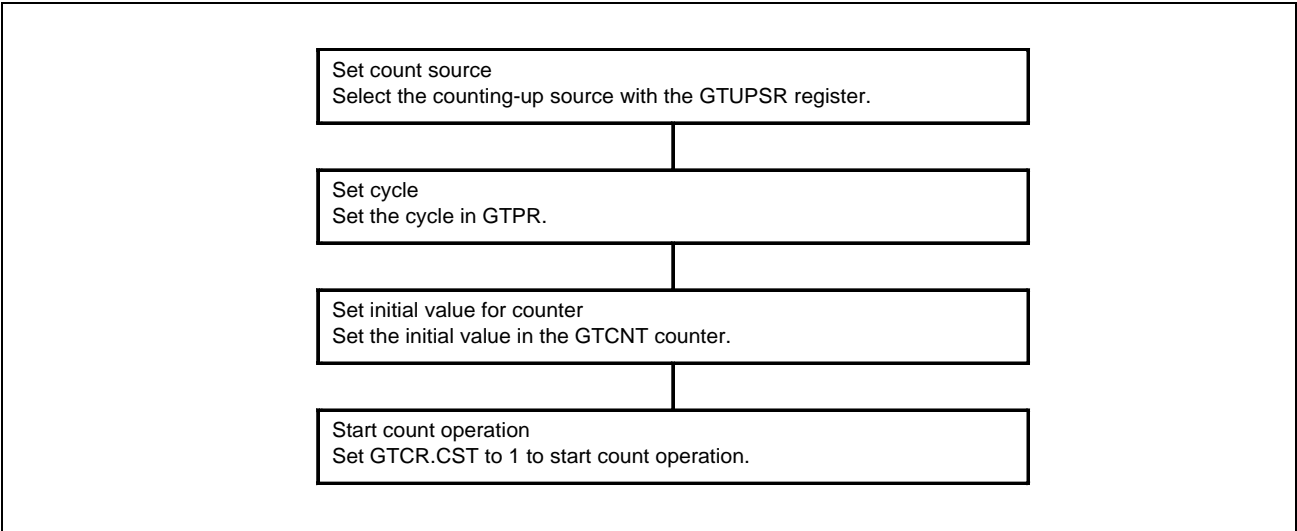 Set count source
Select the counting-up source with the GTUPSR register.
Set cycle
Set the cycle in GTPR.
Set initial value for counter
Set the initial value in the GTCNT counter.
Start count operation
Set GTCR.CST to 1 to start count operation.